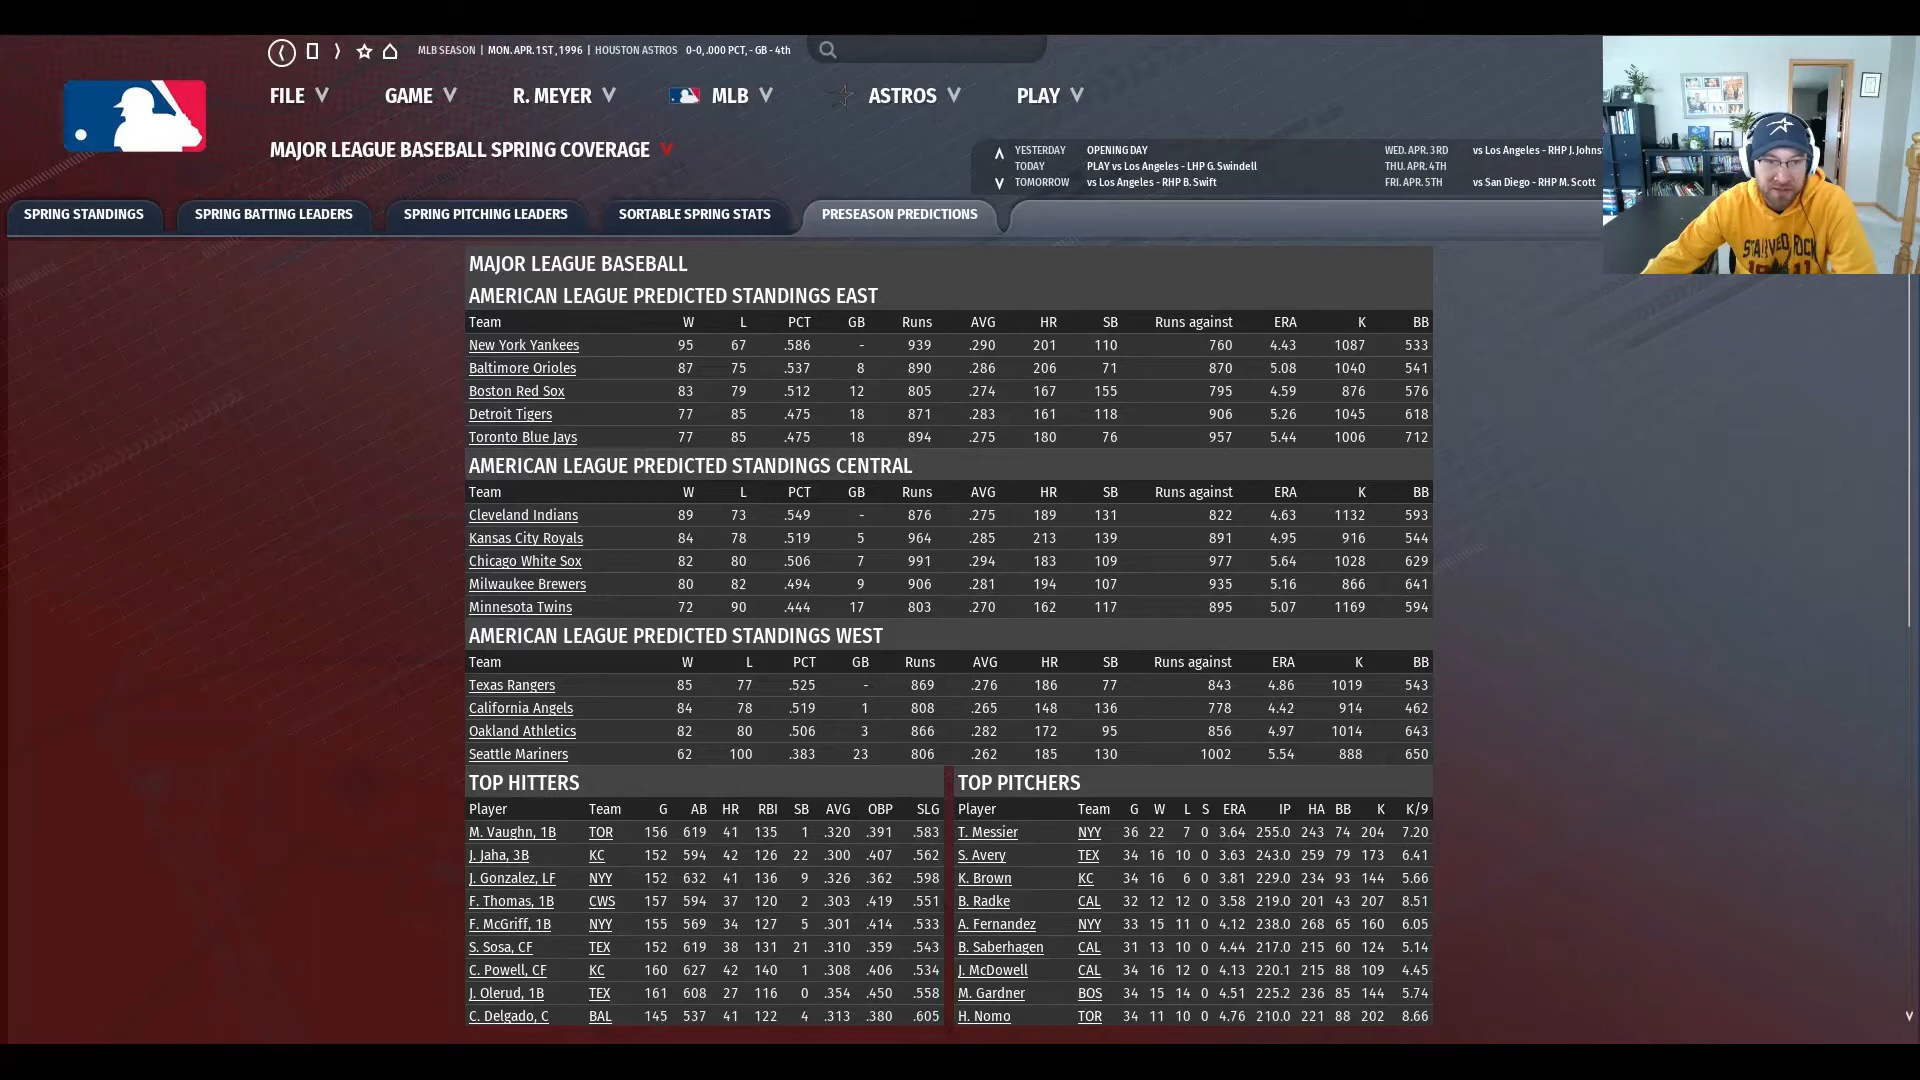 MLB SEASON | MON. APR. 1ST, 1996 | HOUSTON ASTROS 0-0, .000 PCT, - GB - 4th
FILE GAME R. MEYER MLB ASTROS PLAY
MAJOR LEAGUE BASEBALL SPRING COVERAGE
YESTERDAY OPENING DAY WED. APR. 3RD vs Los Angeles - RHP J. Johns
TODAY PLAY vs Los Angeles - LHP G. Swindell THU. APR. 4TH
TOMORROW vs Los Angeles - RHP B. Swift FRI. APR. 5TH vs San Diego - RHP M. Scott
STARVED ROCK
1911
SPRING STANDINGS SPRING BATTING LEADERS SPRING PITCHING LEADERS SORTABLE SPRING STATS PRESEASON PREDICTIONS
MAJOR LEAGUE BASEBALL
AMERICAN LEAGUE PREDICTED STANDINGS EAST
Team W L PCT GB Runs AVG HR SB Runs against ERA K BB
New York Yankees 95 67 .586 - 939 .290 201 110 760 4.43 1087 533
Baltimore Orioles 87 75 .537 8 890 .286 206 71 870 5.08 1040 541
Boston Red Sox 83 79 .512 12 805 .274 167 155 795 4.59 876 576
Detroit Tigers 77 85 .475 18 871 .283 161 118 906 5.26 1045 618
Toronto Blue Jays 77 85 .475 18 894 .275 180 76 957 5.44 1006 712
AMERICAN LEAGUE PREDICTED STANDINGS CENTRAL
Team W L PCT GB Runs AVG HR SB Runs against ERA K BB
Cleveland Indians 89 73 .549 - 876 .275 189 131 822 4.63 1132 593
Kansas City Royals 84 78 .519 5 964 .285 213 139 891 4.95 916 544
Chicago White Sox 82 80 .506 7 991 .294 183 109 977 5.64 1028 629
Milwaukee Brewers 80 82 .494 9 906 .281 194 107 935 5.16 866 641
Minnesota Twins 72 90 .444 17 803 .270 162 117 895 5.07 1169 594
AMERICAN LEAGUE PREDICTED STANDINGS WEST
Team W L PCT GB Runs AVG HR SB Runs against ERA K BB
Texas Rangers 85 77 .525 - 869 .276 186 77 843 4.86 1019 543
California Angels 84 78 .519 1 808 .265 148 136 778 4.42 914 462
Oakland Athletics 82 80 .506 3 866 .282 172 95 856 4.97 1014 643
Seattle Mariners 62 100 .383 23 806 .262 185 130 1002 5.54 888 650
TOP HITTERS
Player Team G AB HR RBI SB AVG OBP SLG
M. Vaughn, 1B TOR 156 619 41 135 1 .320 .391 .583
J. Jaha, 3B KC 152 594 42 126 22 .300 .407 .562
J. Gonzalez, LF NYY 152 632 41 136 9 .326 .362 .598
F. Thomas, 1B CWS 157 594 37 120 2 .303 .419 .551
F. McGriff, 1B NYY 155 569 34 127 5 .301 .414 .533
S. Sosa, CF TEX 152 619 38 131 21 .310 .359 .543
C. Powell, CF KC 160 627 42 140 1 .308 .406 .534
J. Olerud, 1B TEX 161 608 27 116 0 .354 .450 .558
C. Delgado, C BAL 145 537 41 122 4 .313 .380 .605
TOP PITCHERS
Player Team G W L S ERA IP HA BB K K/9
T. Messier NYY 36 22 7 0 3.64 255.0 243 74 204 7.20
S. Avery TEX 34 16 10 0 3.63 243.0 259 79 173 6.41
K. Brown KC 34 16 6 0 3.81 229.0 234 93 144 5.66
B. Radke CAL 32 12 12 0 3.58 219.0 201 43 207 8.51
A. Fernandez NYY 33 15 11 0 4.12 238.0 268 65 160 6.05
B. Saberhagen CAL 31 13 10 0 4.44 217.0 215 60 124 5.14
J. McDowell CAL 34 16 12 0 4.13 220.1 215 88 109 4.45
M. Gardner BOS 34 15 14 0 4.51 225.2 236 85 144 5.74
H. Nomo TOR 34 11 10 0 4.76 210.0 221 88 202 8.66